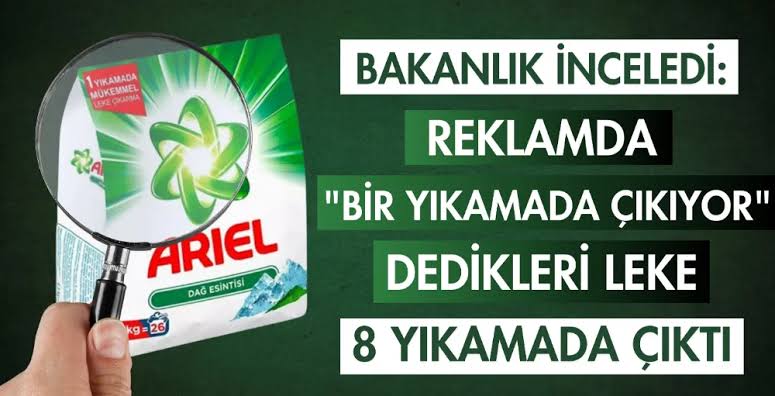 1 YIKAMADA
MÜKEMMEL
LEKE ÇIKARMA
ARIEL
DAĞ ESİNTİSİ
kg=26
BAKANLIK İNCELEDİ:
REKLAMDA
"BİR YIKAMADA ÇIKIYOR"
DEDİKLERİ LEKE
8 YIKAMADA ÇIKTI